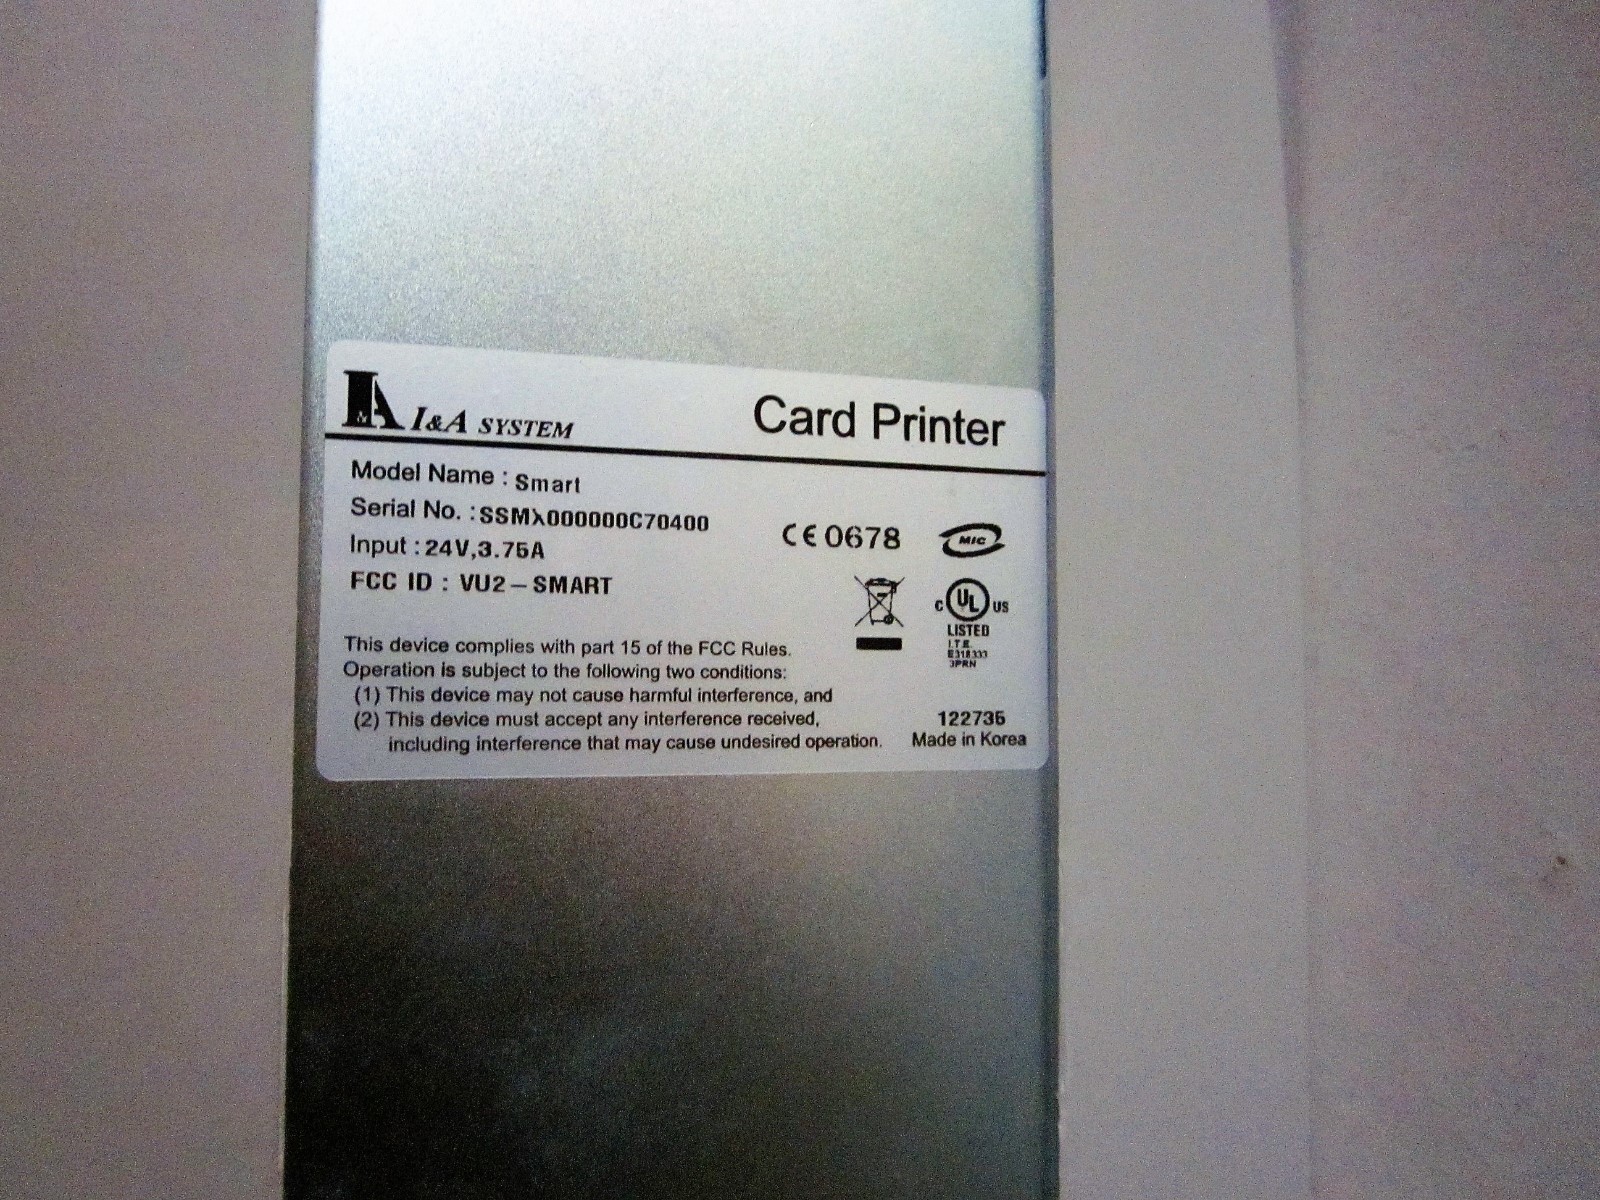 I&A I&A SYSTEM
Card Printer
Model Name : Smart
Serial No. : SSMX000000C70400
Input : 24V,3.75A
FCC ID : VU2-SMART
CE 0678
MIC
C UL US
LISTED
I.T.E.
E318333
3PRN
This device complies with part 15 of the FCC Rules.
Operation is subject to the following two conditions:
(1) This device may not cause harmful interference, and
(2) This device must accept any interference received,
including interference that may cause undesired operation.
122735
Made in Korea